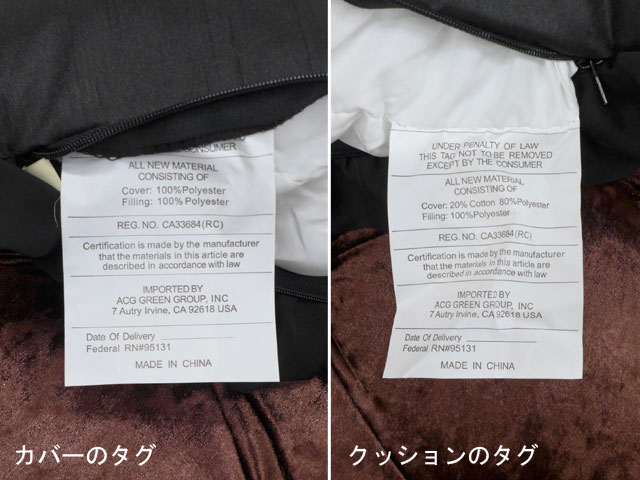 CONSUMER
ALL NEW MATERIAL
CONSISTING OF
Cover: 100%Polyester
Filling: 100%Polyester
REG. NO. CA33684(RC)
Certification is made by the manufacturer
that the materials in this article are
described in accordance with law
IMPORTED BY
ACG GREEN GROUP, INC
7 Autry Irvine, CA 92618 USA
Date Of Delivery
Federal RN#95131
MADE IN CHINA
カバーのタグ
UNDER PENALTY OF LAW
THIS TAG NOT TO BE REMOVED
EXCEPT BY THE CONSUMER
ALL NEW MATERIAL
CONSISTING OF
Cover: 20% Cotton 80%Polyester
Filling: 100%Polyester
REG. NO. CA33684(RC)
Certification is made by the manufacturer
that the materials in this article are
described in accordance with law
IMPORTED BY
ACG GREEN GROUP, INC
7 Autry Irvine, CA 92618 USA
Date Of Delivery
Federal RN#95131
MADE IN CHINA
クッションのタグ